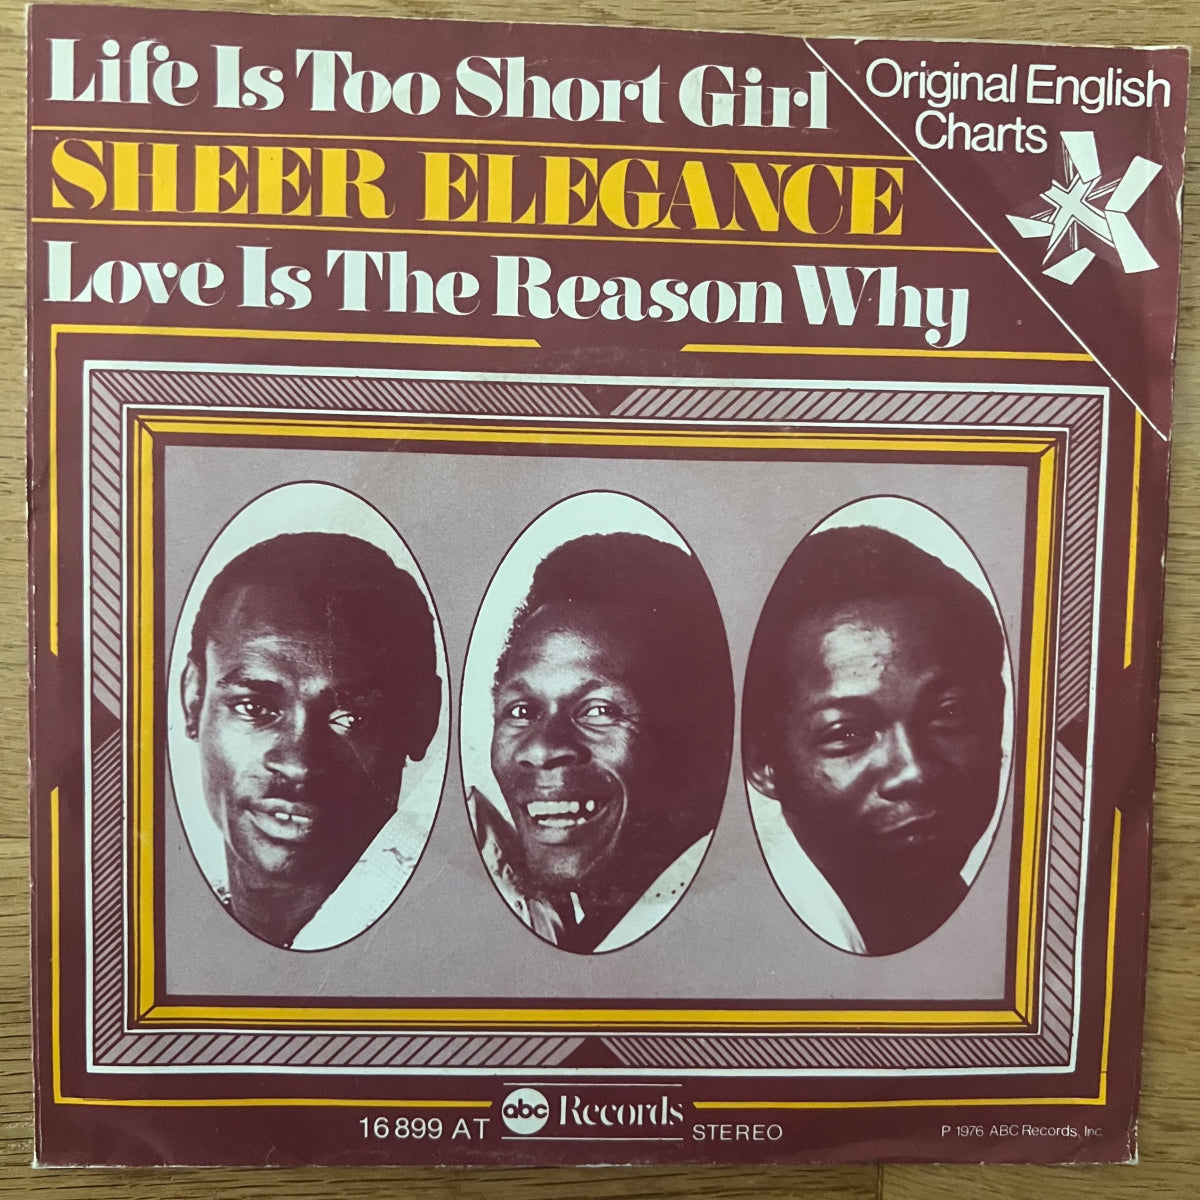 Life Is Too Short Girl
Original English
Charts
SHEER ELEGANCE
Love Is The Reason Why
abc Records
16 899 AT
STEREO
P 1976 ABC Records, Inc.